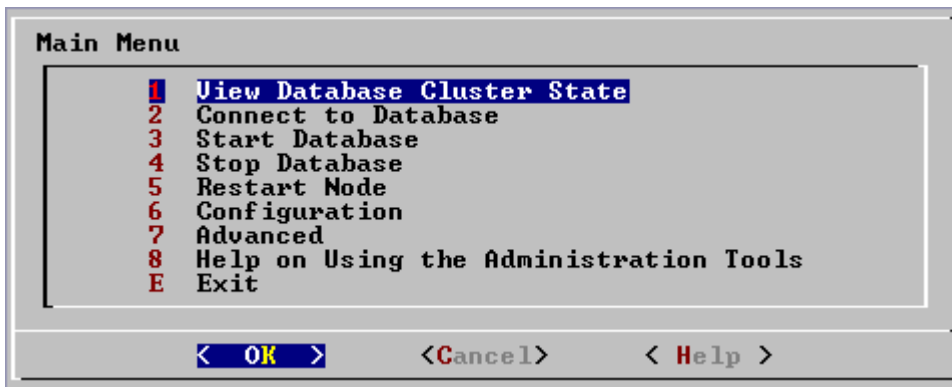 Main Menu
1 View Database Cluster State
2 Connect to Database
3 Start Database
4 Stop Database
5 Restart Node
6 Configuration
7 Advanced
8 Help on Using the Administration Tools
E Exit
< OK > <Cancel> < Help >